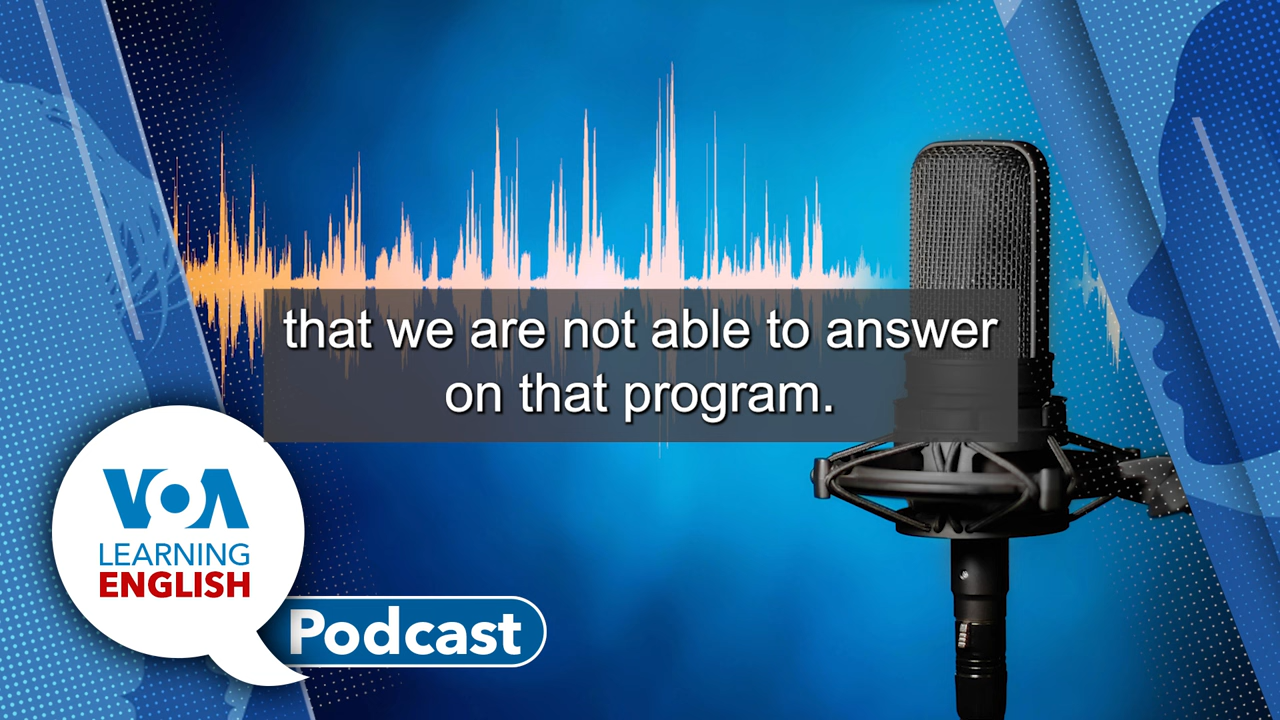 that we are not able to answer
on that program.
VOA
LEARNING
ENGLISH
Podcast